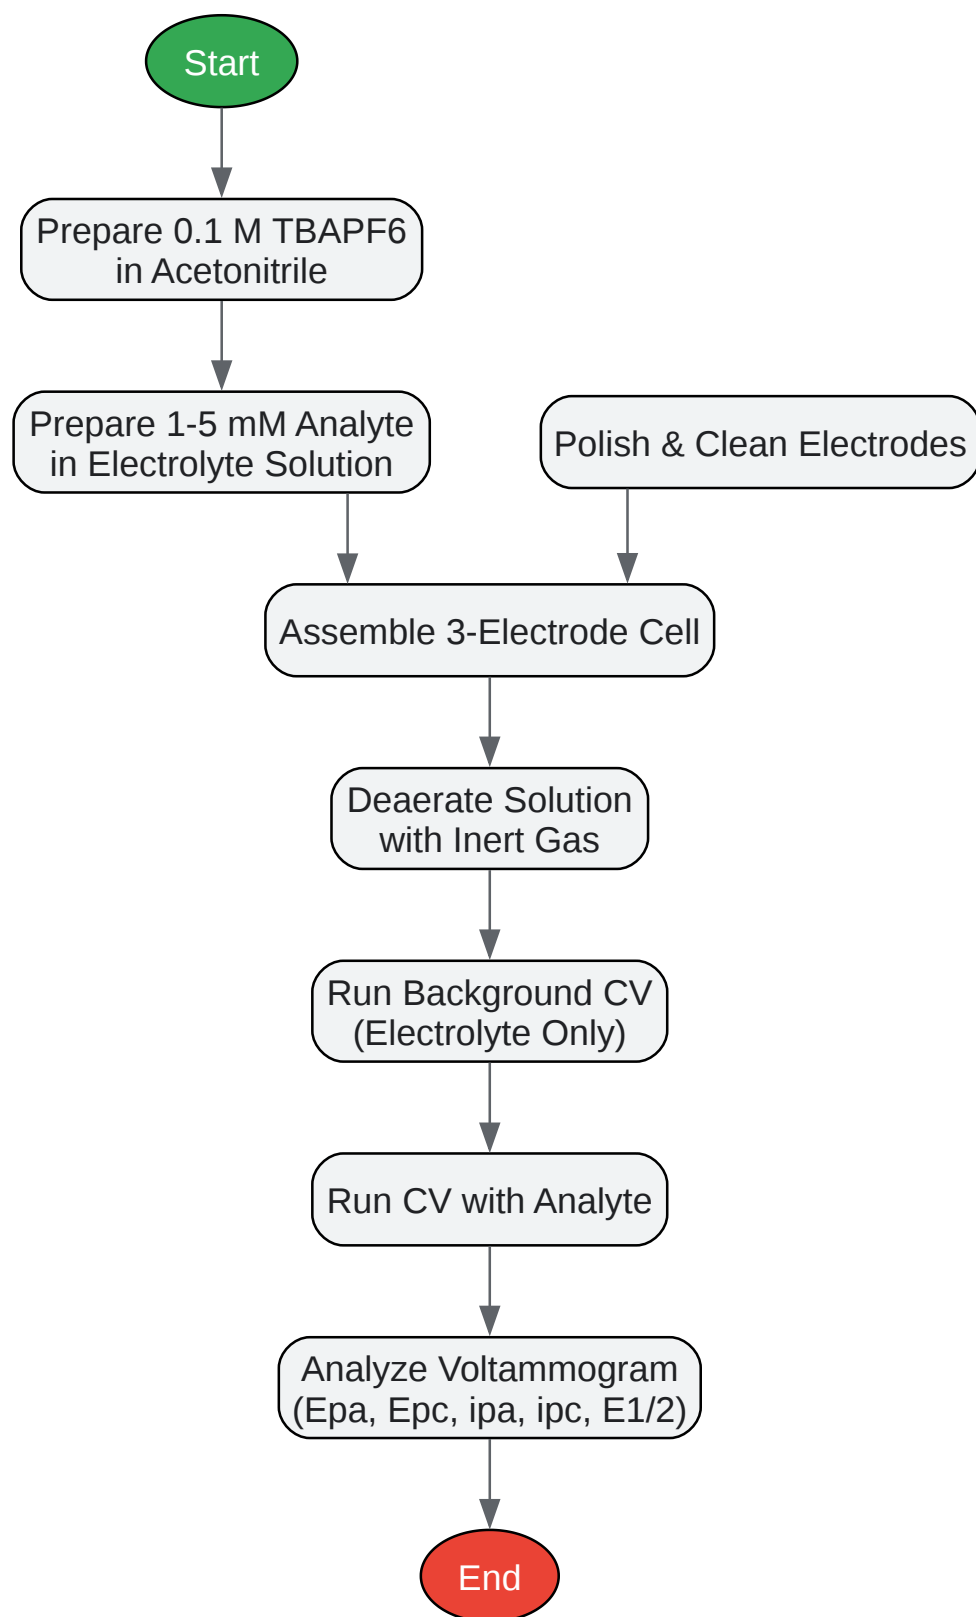 Start
Prepare 0.1 M TBAPF6
in Acetonitrile
Prepare 1-5 mM Analyte
in Electrolyte Solution
Polish & Clean Electrodes
Assemble 3-Electrode Cell
Deaerate Solution
with Inert Gas
Run Background CV
(Electrolyte Only)
Run CV with Analyte
Analyze Voltammogram
(Epa, Epc, ipa, ipc, E1/2)
End